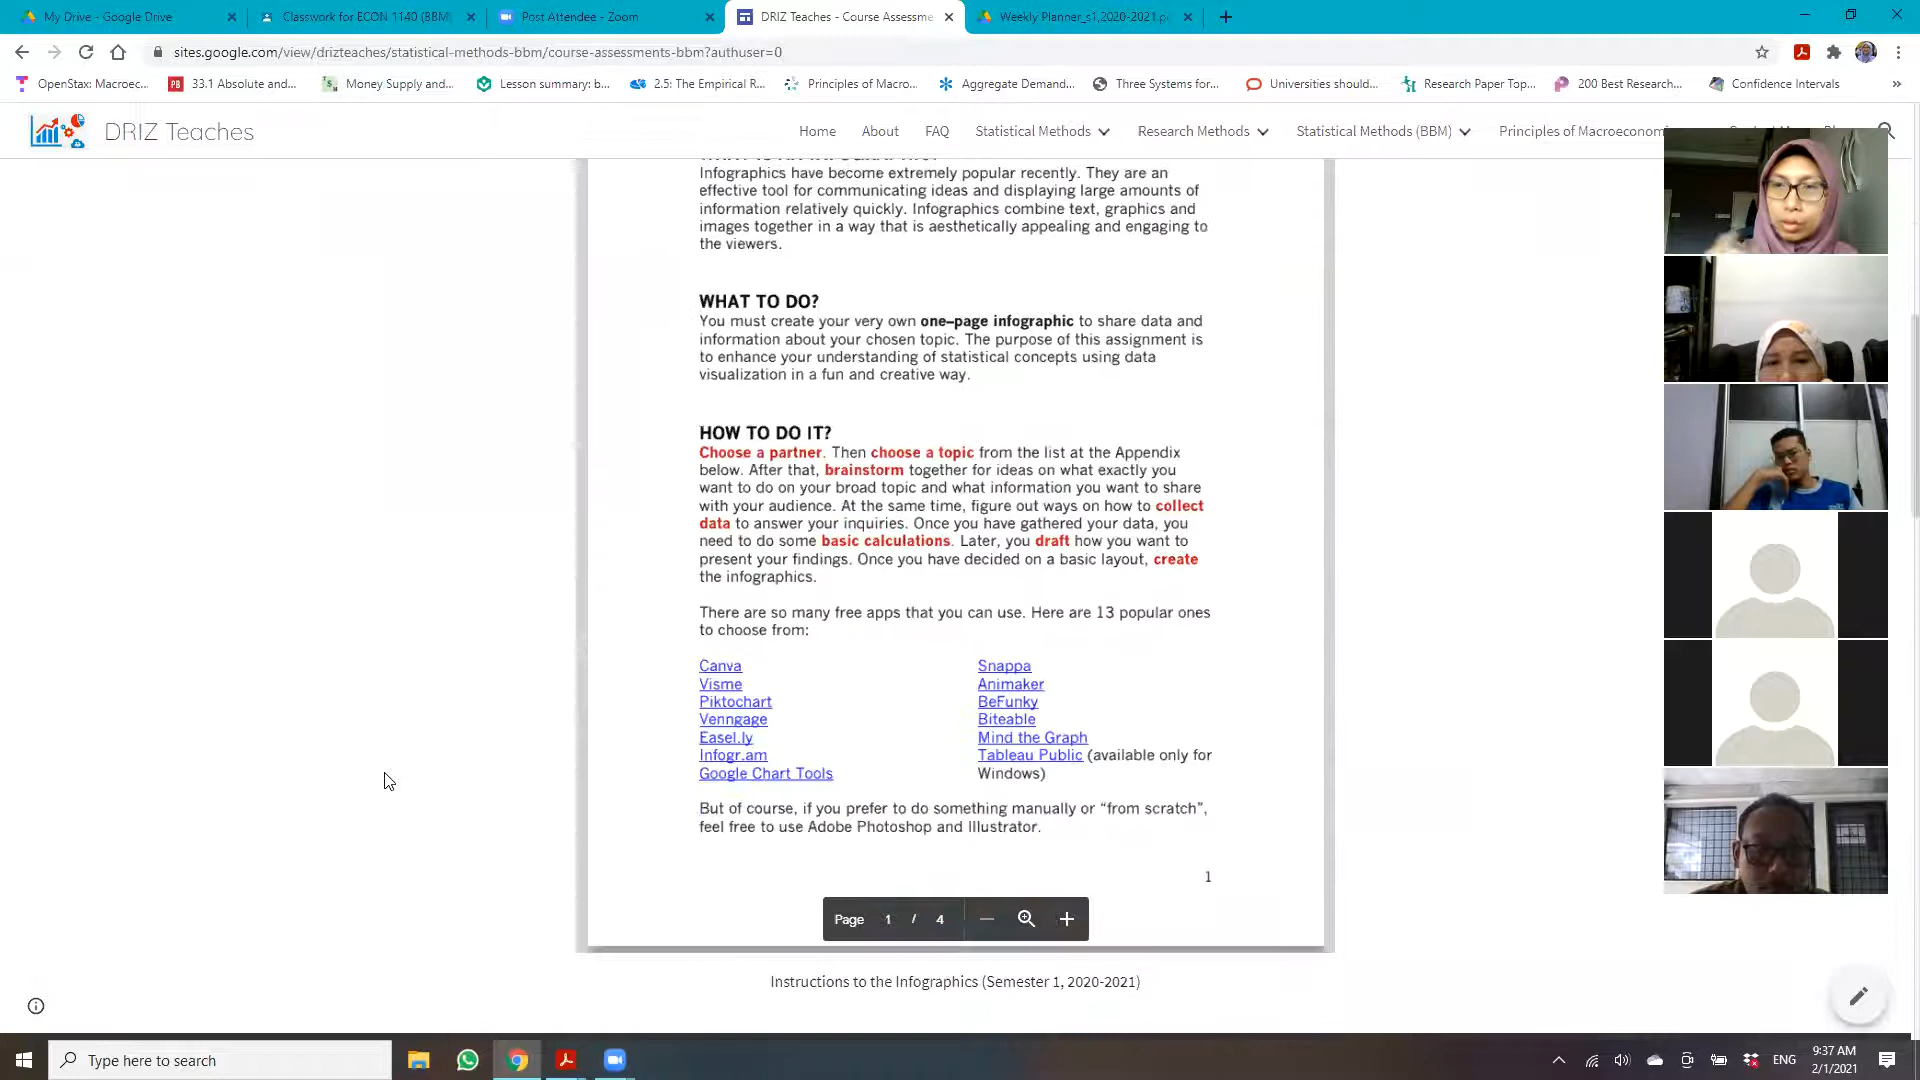 My Drive - Google Drive
Classwork for ECON 1140 (BBM)
Post Attendee - Zoom
DRIZ Teaches - Course Assessme
Weekly Planner_s1,2020-2021.p
sites.google.com/view/drizteaches/statistical-methods-bbm/course-assessments-bbm?authuser=0
OpenStax: Macroec...
33.1 Absolute and...
Money Supply and...
Lesson summary: b...
2.5: The Empirical R...
Principles of Macro...
Aggregate Demand...
Three Systems for...
Universities should...
Research Paper Top...
200 Best Research...
Confidence Intervals
»
DRIZ Teaches
Home
About
FAQ
Statistical Methods
Research Methods
Statistical Methods (BBM)
Principles of Macroeconomi
Infographics have become extremely popular recently. They are an
effective tool for communicating ideas and displaying large amounts of
information relatively quickly. Infographics combine text, graphics and
images together in a way that is aesthetically appealing and engaging to
the viewers.
WHAT TO DO?
You must create your very own one-page infographic to share data and
information about your chosen topic. The purpose of this assignment is
to enhance your understanding of statistical concepts using data
visualization in a fun and creative way.
HOW TO DO IT?
Choose a partner. Then choose a topic from the list at the Appendix
below. After that, brainstorm together for ideas on what exactly you
want to do on your broad topic and what information you want to share
with your audience. At the same time, figure out ways on how to collect
data to answer your inquiries. Once you have gathered your data, you
need to do some basic calculations. Later, you draft how you want to
present your findings. Once you have decided on a basic layout, create
the infographics.
There are so many free apps that you can use. Here are 13 popular ones
to choose from:
Canva
Visme
Piktochart
Venngage
Easel.ly
Infogr.am
Google Chart Tools
Snappa
Animaker
BeFunky
Biteable
Mind the Graph
Tableau Public (available only for
Windows)
But of course, if you prefer to do something manually or “from scratch”,
feel free to use Adobe Photoshop and Illustrator.
1
Page 1 / 4
Instructions to the Infographics (Semester 1, 2020-2021)
Type here to search
ENG
9:37 AM
2/1/2021